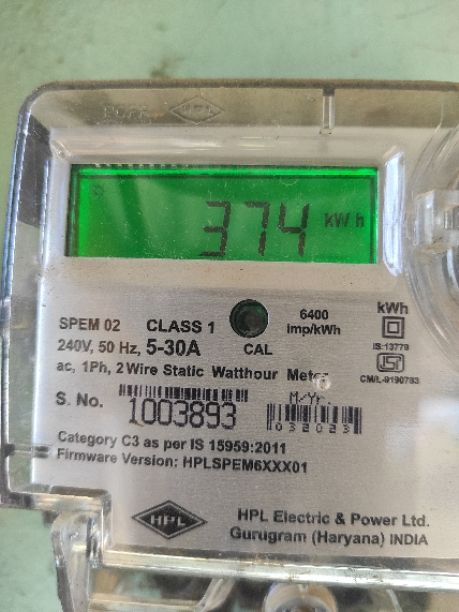 HPL
374 kWh
SPEM 02 CLASS 1 6400 imp/kWh kWh
240V, 50 Hz, 5-30A CAL IS:13779
ac, 1Ph, 2 Wire Static Watthour Meter CM/L-9190783
S. No. 1003893 M/Yr. 032023
Category C3 as per IS 15959:2011
Firmware Version: HPLSPEM6XXX01
HPL HPL Electric & Power Ltd.
Gurugram (Haryana) INDIA